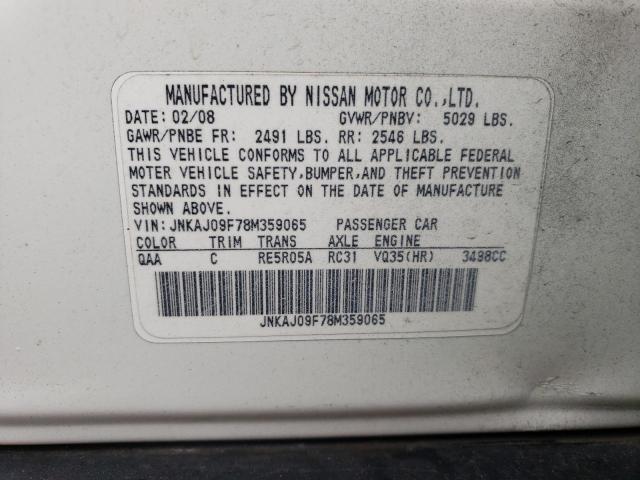 MANUFACTURED BY NISSAN MOTOR CO.,LTD.
DATE: 02/08 GVWR/PNBV: 5029 LBS.
GAWR/PNBE FR: 2491 LBS. RR: 2546 LBS.
THIS VEHICLE CONFORMS TO ALL APPLICABLE FEDERAL
MOTER VEHICLE SAFETY,BUMPER,AND THEFT PREVENTION
STANDARDS IN EFFECT ON THE DATE OF MANUFACTURE
SHOWN ABOVE.
VIN: JNKAJ09F78M359065 PASSENGER CAR
COLOR TRIM TRANS AXLE ENGINE
QAA C RE5R05A RC31 VQ35(HR) 3498CC
JNKAJ09F78M359065